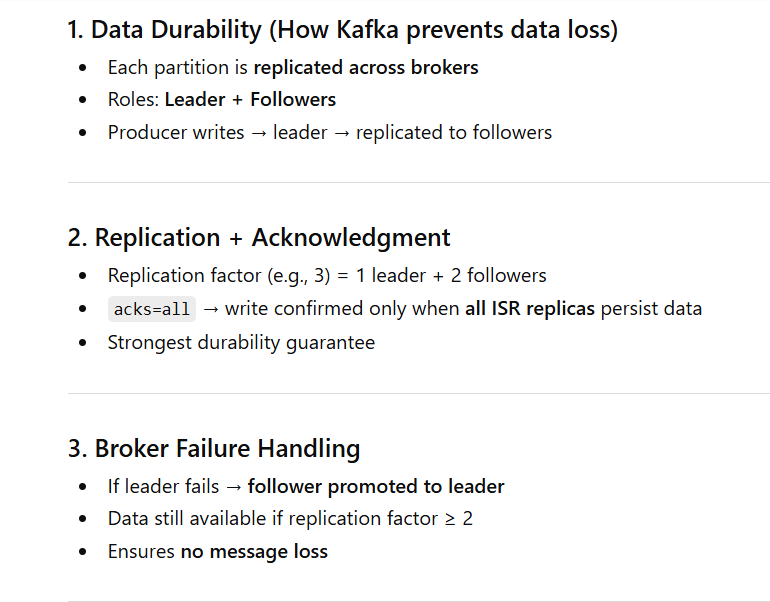 1. Data Durability (How Kafka prevents data loss)
• Each partition is replicated across brokers
• Roles: Leader + Followers
• Producer writes → leader → replicated to followers
2. Replication + Acknowledgment
• Replication factor (e.g., 3) = 1 leader + 2 followers
• acks=all → write confirmed only when all ISR replicas persist data
• Strongest durability guarantee
3. Broker Failure Handling
• If leader fails → follower promoted to leader
• Data still available if replication factor ≥ 2
• Ensures no message loss